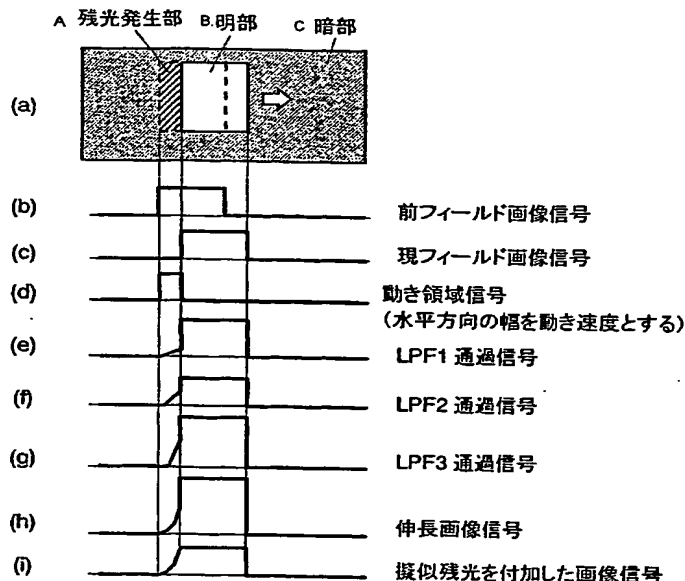 A 残光発生部 B.明部 C 暗部
(a)
(b) 前フィールド画像信号
(c) 現フィールド画像信号
(d) 動き領域信号
(水平方向の幅を動き速度とする)
(e) LPF1 通過信号
(f) LPF2 通過信号
(g) LPF3 通過信号
(h) 伸長画像信号
(i) 擬似残光を付加した画像信号